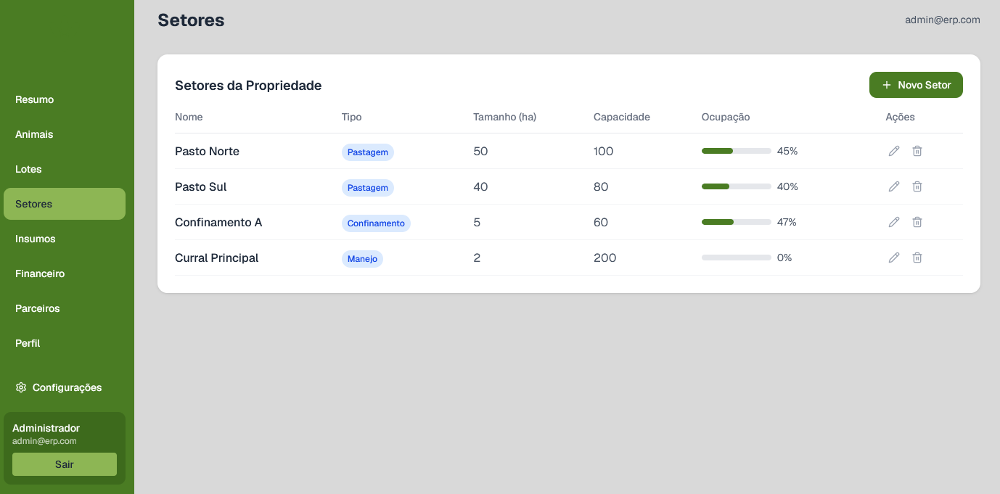 Setores
admin@erp.com
Resumo
Animais
Lotes
Setores
Insumos
Financeiro
Parceiros
Perfil
Configurações
Administrador
admin@erp.com
Sair
Setores da Propriedade
+ Novo Setor
Nome Tipo Tamanho (ha) Capacidade Ocupação Ações
Pasto Norte Pastagem 50 100 45%
Pasto Sul Pastagem 40 80 40%
Confinamento A Confinamento 5 60 47%
Curral Principal Manejo 2 200 0%